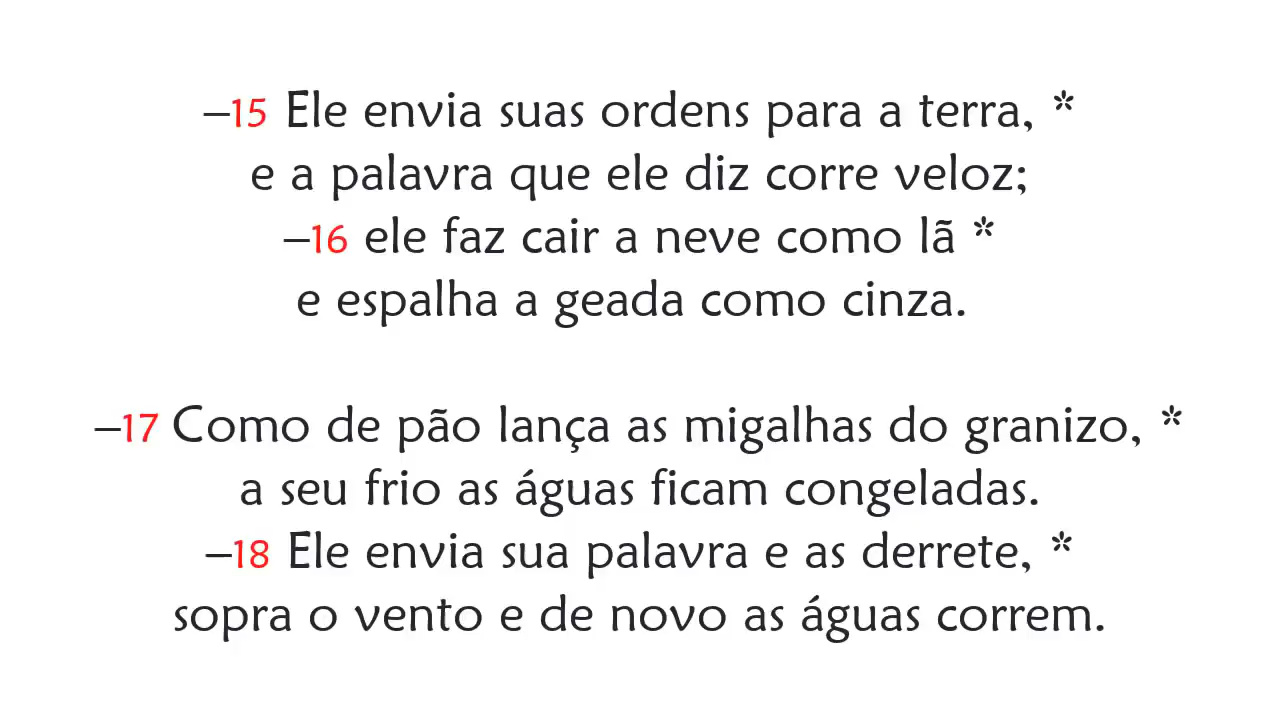 –15 Ele envia suas ordens para a terra, *
e a palavra que ele diz corre veloz;
–16 ele faz cair a neve como lã *
e espalha a geada como cinza.
–17 Como de pão lança as migalhas do granizo, *
a seu frio as águas ficam congeladas.
–18 Ele envia sua palavra e as derrete, *
sopra o vento e de novo as águas correm.